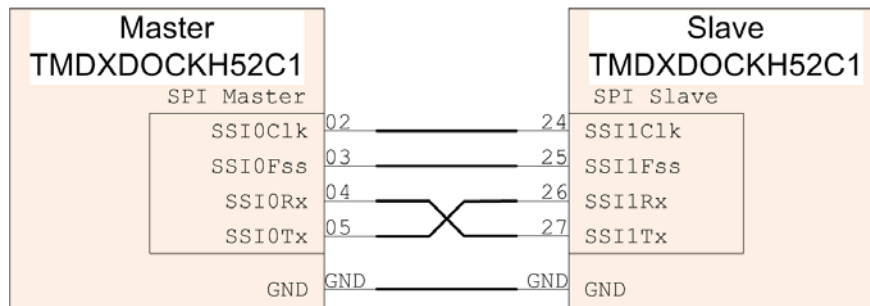 Master
TMDXDOCKH52C1
SPI Master
SSI0Clk 02
SSI0Fss 03
SSI0Rx 04
SSI0Tx 05
GND GND
Slave
TMDXDOCKH52C1
SPI Slave
24 SSI1Clk
25 SSI1Fss
26 SSI1Rx
27 SSI1Tx
GND GND